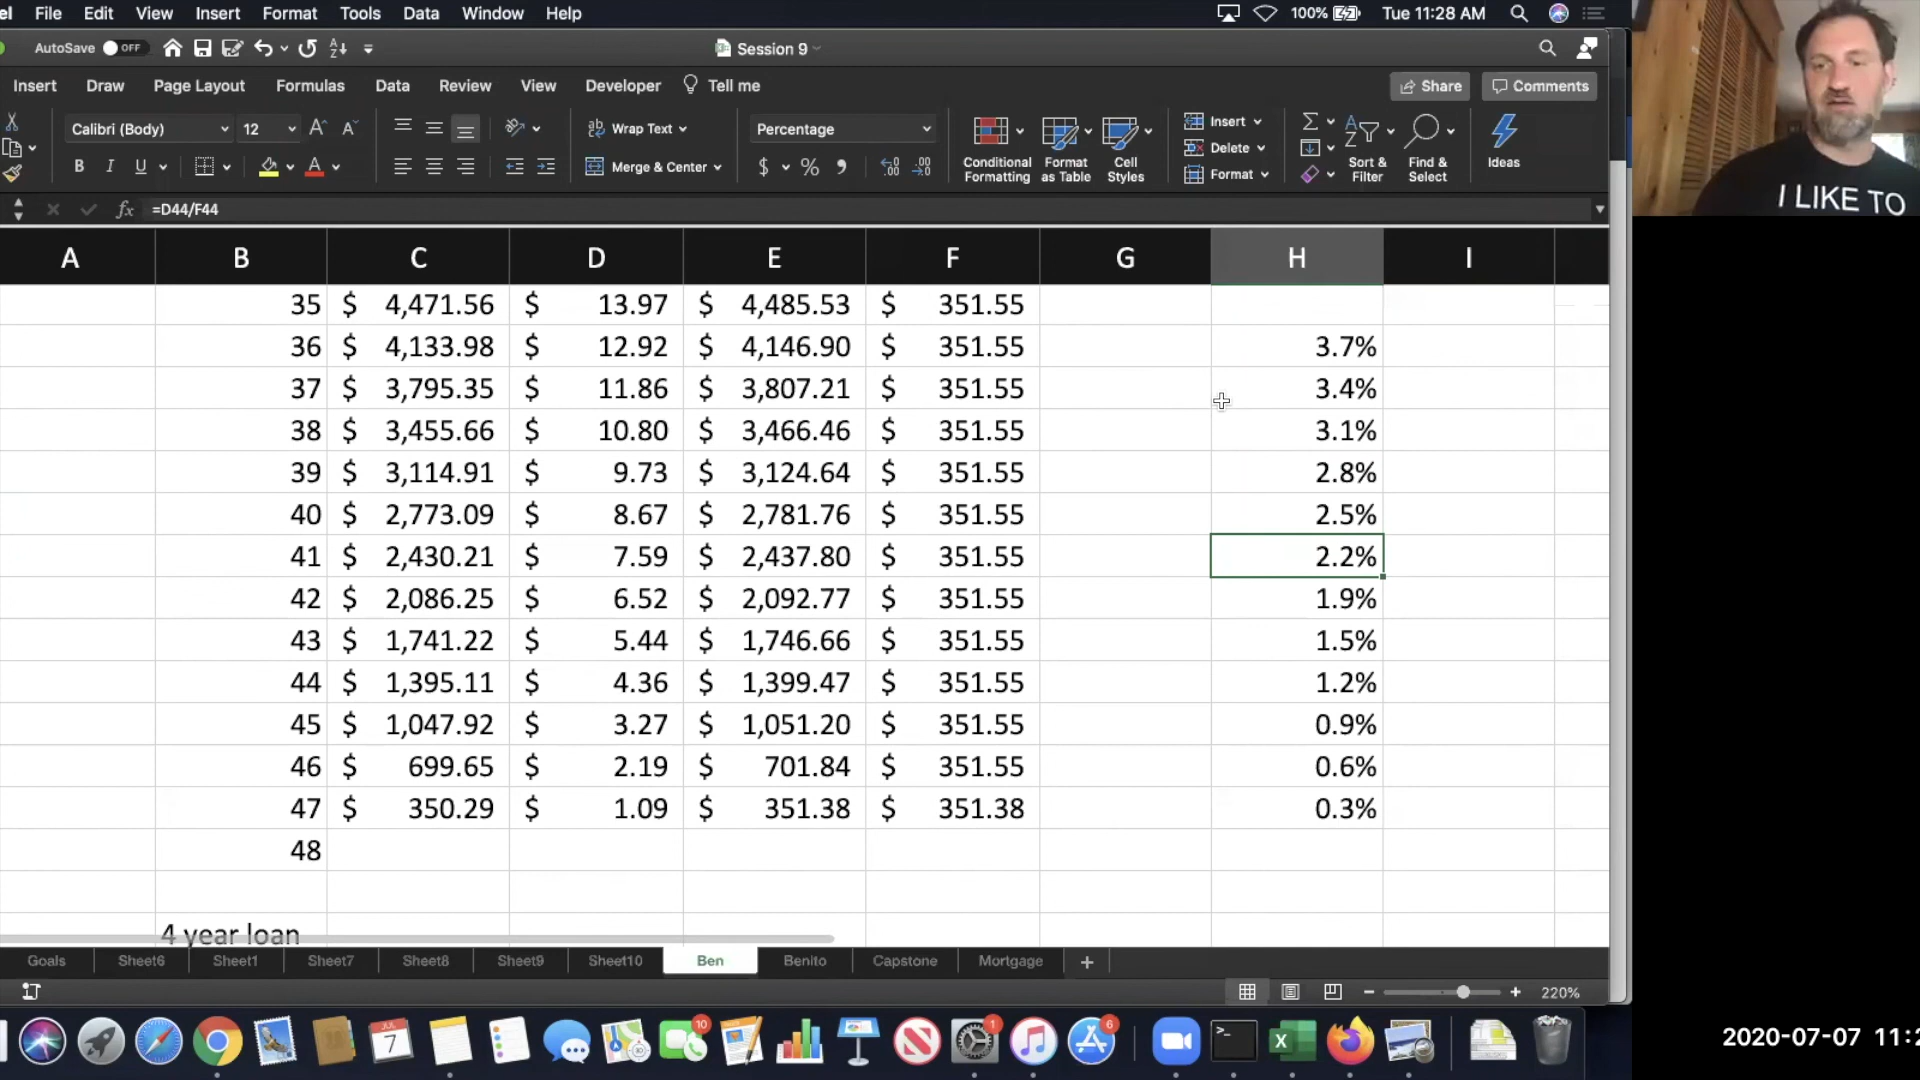 el File Edit View Insert Format Tools Data Window Help 100% Tue 11:28 AM
AutoSave OFF Session 9
Insert Draw Page Layout Formulas Data Review View Developer Tell me Share Comments
Calibri (Body) 12 A A Wrap Text Percentage Insert Delete Format
B I U A Merge & Center $ % Conditional Formatting Format as Table Cell Styles Sort & Filter Find & Select Ideas
fx =D44/F44
A B C D E F G H I
35 $ 4,471.56 $ 13.97 $ 4,485.53 $ 351.55
36 $ 4,133.98 $ 12.92 $ 4,146.90 $ 351.55 3.7%
37 $ 3,795.35 $ 11.86 $ 3,807.21 $ 351.55 3.4%
38 $ 3,455.66 $ 10.80 $ 3,466.46 $ 351.55 3.1%
39 $ 3,114.91 $ 9.73 $ 3,124.64 $ 351.55 2.8%
40 $ 2,773.09 $ 8.67 $ 2,781.76 $ 351.55 2.5%
41 $ 2,430.21 $ 7.59 $ 2,437.80 $ 351.55 2.2%
42 $ 2,086.25 $ 6.52 $ 2,092.77 $ 351.55 1.9%
43 $ 1,741.22 $ 5.44 $ 1,746.66 $ 351.55 1.5%
44 $ 1,395.11 $ 4.36 $ 1,399.47 $ 351.55 1.2%
45 $ 1,047.92 $ 3.27 $ 1,051.20 $ 351.55 0.9%
46 $ 699.65 $ 2.19 $ 701.84 $ 351.55 0.6%
47 $ 350.29 $ 1.09 $ 351.38 $ 351.38 0.3%
48
4 year loan
Goals Sheet6 Sheet1 Sheet7 Sheet8 Sheet9 Sheet10 Ben Benito Capstone Mortgage +
220%
JUL 7 10 1 6
I LIKE TO
2020-07-07 11:2